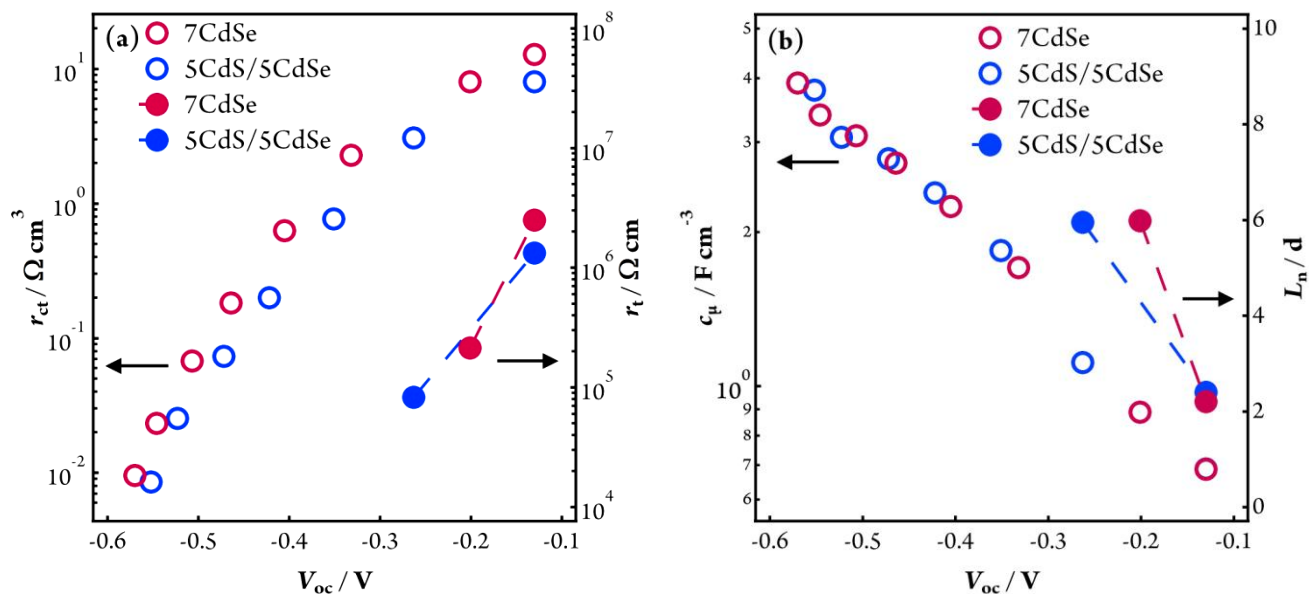 (a)
7CdSe
5CdS/5CdSe
7CdSe
5CdS/5CdSe
10^1
10^0
10^-1
10^-2
r_ct / Ω cm^3
10^8
10^7
10^6
10^5
10^4
r_t / Ω cm
-0.6 -0.5 -0.4 -0.3 -0.2 -0.1
V_oc / V
(b)
7CdSe
5CdS/5CdSe
7CdSe
5CdS/5CdSe
4
3
2
10^0
9
8
7
6
c_μ / F cm^-3
10
8
6
4
2
0
L_n / d
-0.6 -0.5 -0.4 -0.3 -0.2 -0.1
V_oc / V